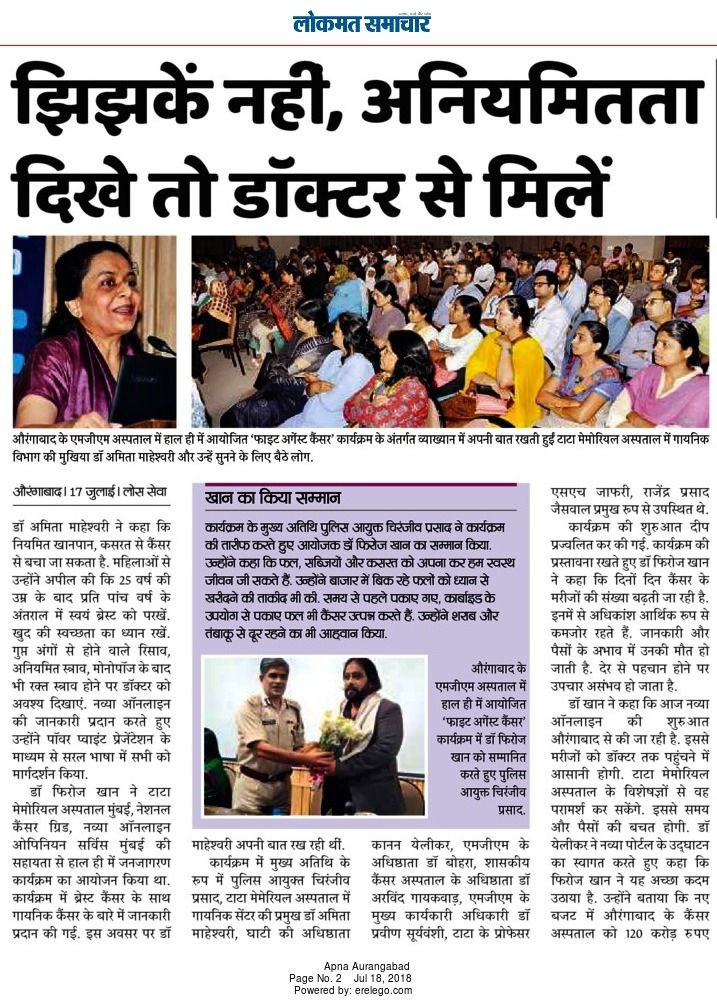 लोकमत समाचार
झिझकें नहीं, अनियमितता
दिखे तो डॉक्टर से मिलें
औरंगाबाद के एमजीएम अस्पताल में हाल ही में आयोजित 'फाइट अगेंस्ट कैंसर' कार्यक्रम के अंतर्गत व्याख्यान में अपनी बात रखती हुईं टाटा मेमोरियल अस्पताल में गायनिक
विभाग की मुखिया डॉ अमिता माहेश्वरी और उन्हें सुनने के लिए बैठे लोग.
औरंगाबाद। 17 जुलाई। लोस सेवा
डॉ अमिता माहेश्वरी ने कहा कि
नियमित खानपान, कसरत से कैंसर
से बचा जा सकता है. महिलाओं से
उन्होंने अपील की कि 25 वर्ष की
उम्र के बाद प्रति पांच वर्ष के
अंतराल में स्वयं ब्रेस्ट को परखें.
खुद की स्वच्छता का ध्यान रखें.
गुप्त अंगों से होने वाले रिसाव,
अनियमित स्त्राव, मोनोपॉज के बाद
भी रक्त स्त्राव होने पर डॉक्टर को
अवश्य दिखाएं. नव्या ऑनलाइन
की जानकारी प्रदान करते हुए
उन्होंने पॉवर प्वाइंट प्रेजेंटेशन के
माध्यम से सरल भाषा में सभी को
मार्गदर्शन किया.
डॉ फिरोज खान ने टाटा
मेमोरियल अस्पताल मुंबई, नेशनल
कैंसर ग्रिड, नव्या ऑनलाइन
ओपिनियन सर्विस मुंबई की
सहायता से हाल ही में जनजागरण
कार्यक्रम का आयोजन किया था.
कार्यक्रम में ब्रेस्ट कैंसर के साथ
गायनिक कैंसर के बारे में जानकारी
प्रदान की गई. इस अवसर पर डॉ
खान का किया सम्मान
कार्यक्रम के मुख्य अतिथि पुलिस आयुक्त चिरंजीव प्रसाद ने कार्यक्रम
की तारीफ करते हुए आयोजक डॉ फिरोज खान का सम्मान किया.
उन्होंने कहा कि फल, सब्जियों और कसरत को अपना कर हम स्वस्थ
जीवन जी सकते हैं. उन्होंने बाजार में बिक रहे फलों को ध्यान से
खरीदने की ताकीद भी की. समय से पहले पकाए गए, कार्बाइड के
उपयोग से पकाए फल भी कैंसर उत्पन्न करते हैं. उन्होंने शराब और
तंबाकू से दूर रहने का भी आहवान किया.
औरंगाबाद के
एमजीएम अस्पताल में
हाल ही में आयोजित
'फाइट अगेंस्ट कैंसर'
कार्यक्रम में डॉ फिरोज
खान को सम्मानित
करते हुए पुलिस
आयुक्त चिरंजीव
प्रसाद.
माहेश्वरी अपनी बात रख रही थीं.
कार्यक्रम में मुख्य अतिथि के
रूप में पुलिस आयुक्त चिरंजीव
प्रसाद, टाटा मेमेरियल अस्पताल में
गायनिक सेंटर की प्रमुख डॉ अमिता
माहेश्वरी, घाटी की अधिष्ठाता
कानन येलीकर, एमजीएम के
अधिष्ठाता डॉ बोहरा, शासकीय
कैंसर अस्पताल के अधिष्ठाता डॉ
अरविंद गायकवाड़, एमजीएम के
मुख्य कार्यकारी अधिकारी डॉ
प्रवीण सूर्यवंशी, टाटा के प्रोफेसर
एसएच जाफरी, राजेंद्र प्रसाद
जैसवाल प्रमुख रूप से उपस्थित थे.
कार्यक्रम की शुरुआत दीप
प्रज्वलित कर की गई. कार्यक्रम की
प्रस्तावना रखते हुए डॉ फिरोज खान
ने कहा कि दिनों दिन कैंसर के
मरीजों की संख्या बढ़ती जा रही है.
इनमें से अधिकांश आर्थिक रूप से
कमजोर रहते हैं. जानकारी और
पैसों के अभाव में उनकी मौत हो
जाती है. देर से पहचान होने पर
उपचार असंभव हो जाता है.
डॉ खान ने कहा कि आज नव्या
ऑनलाइन की शुरुआत
औरंगाबाद से की जा रही है. इससे
मरीजों को डॉक्टर तक पहुंचने में
आसानी होगी. टाटा मेमोरियल
अस्पताल के विशेषज्ञों से वह
परामर्श कर सकेंगे. इससे समय
और पैसों की बचत होगी. डॉ
येलीकर ने नव्या पोर्टल के उद्घाटन
का स्वागत करते हुए कहा कि
फिरोज खान ने यह अच्छा कदम
उठाया है. उन्होंने बताया कि नए
बजट में औरंगाबाद के कैंसर
अस्पताल को 120 करोड़ रुपए
Apna Aurangabad
Page No. 2 Jul 18, 2018
Powered by: erelego.com